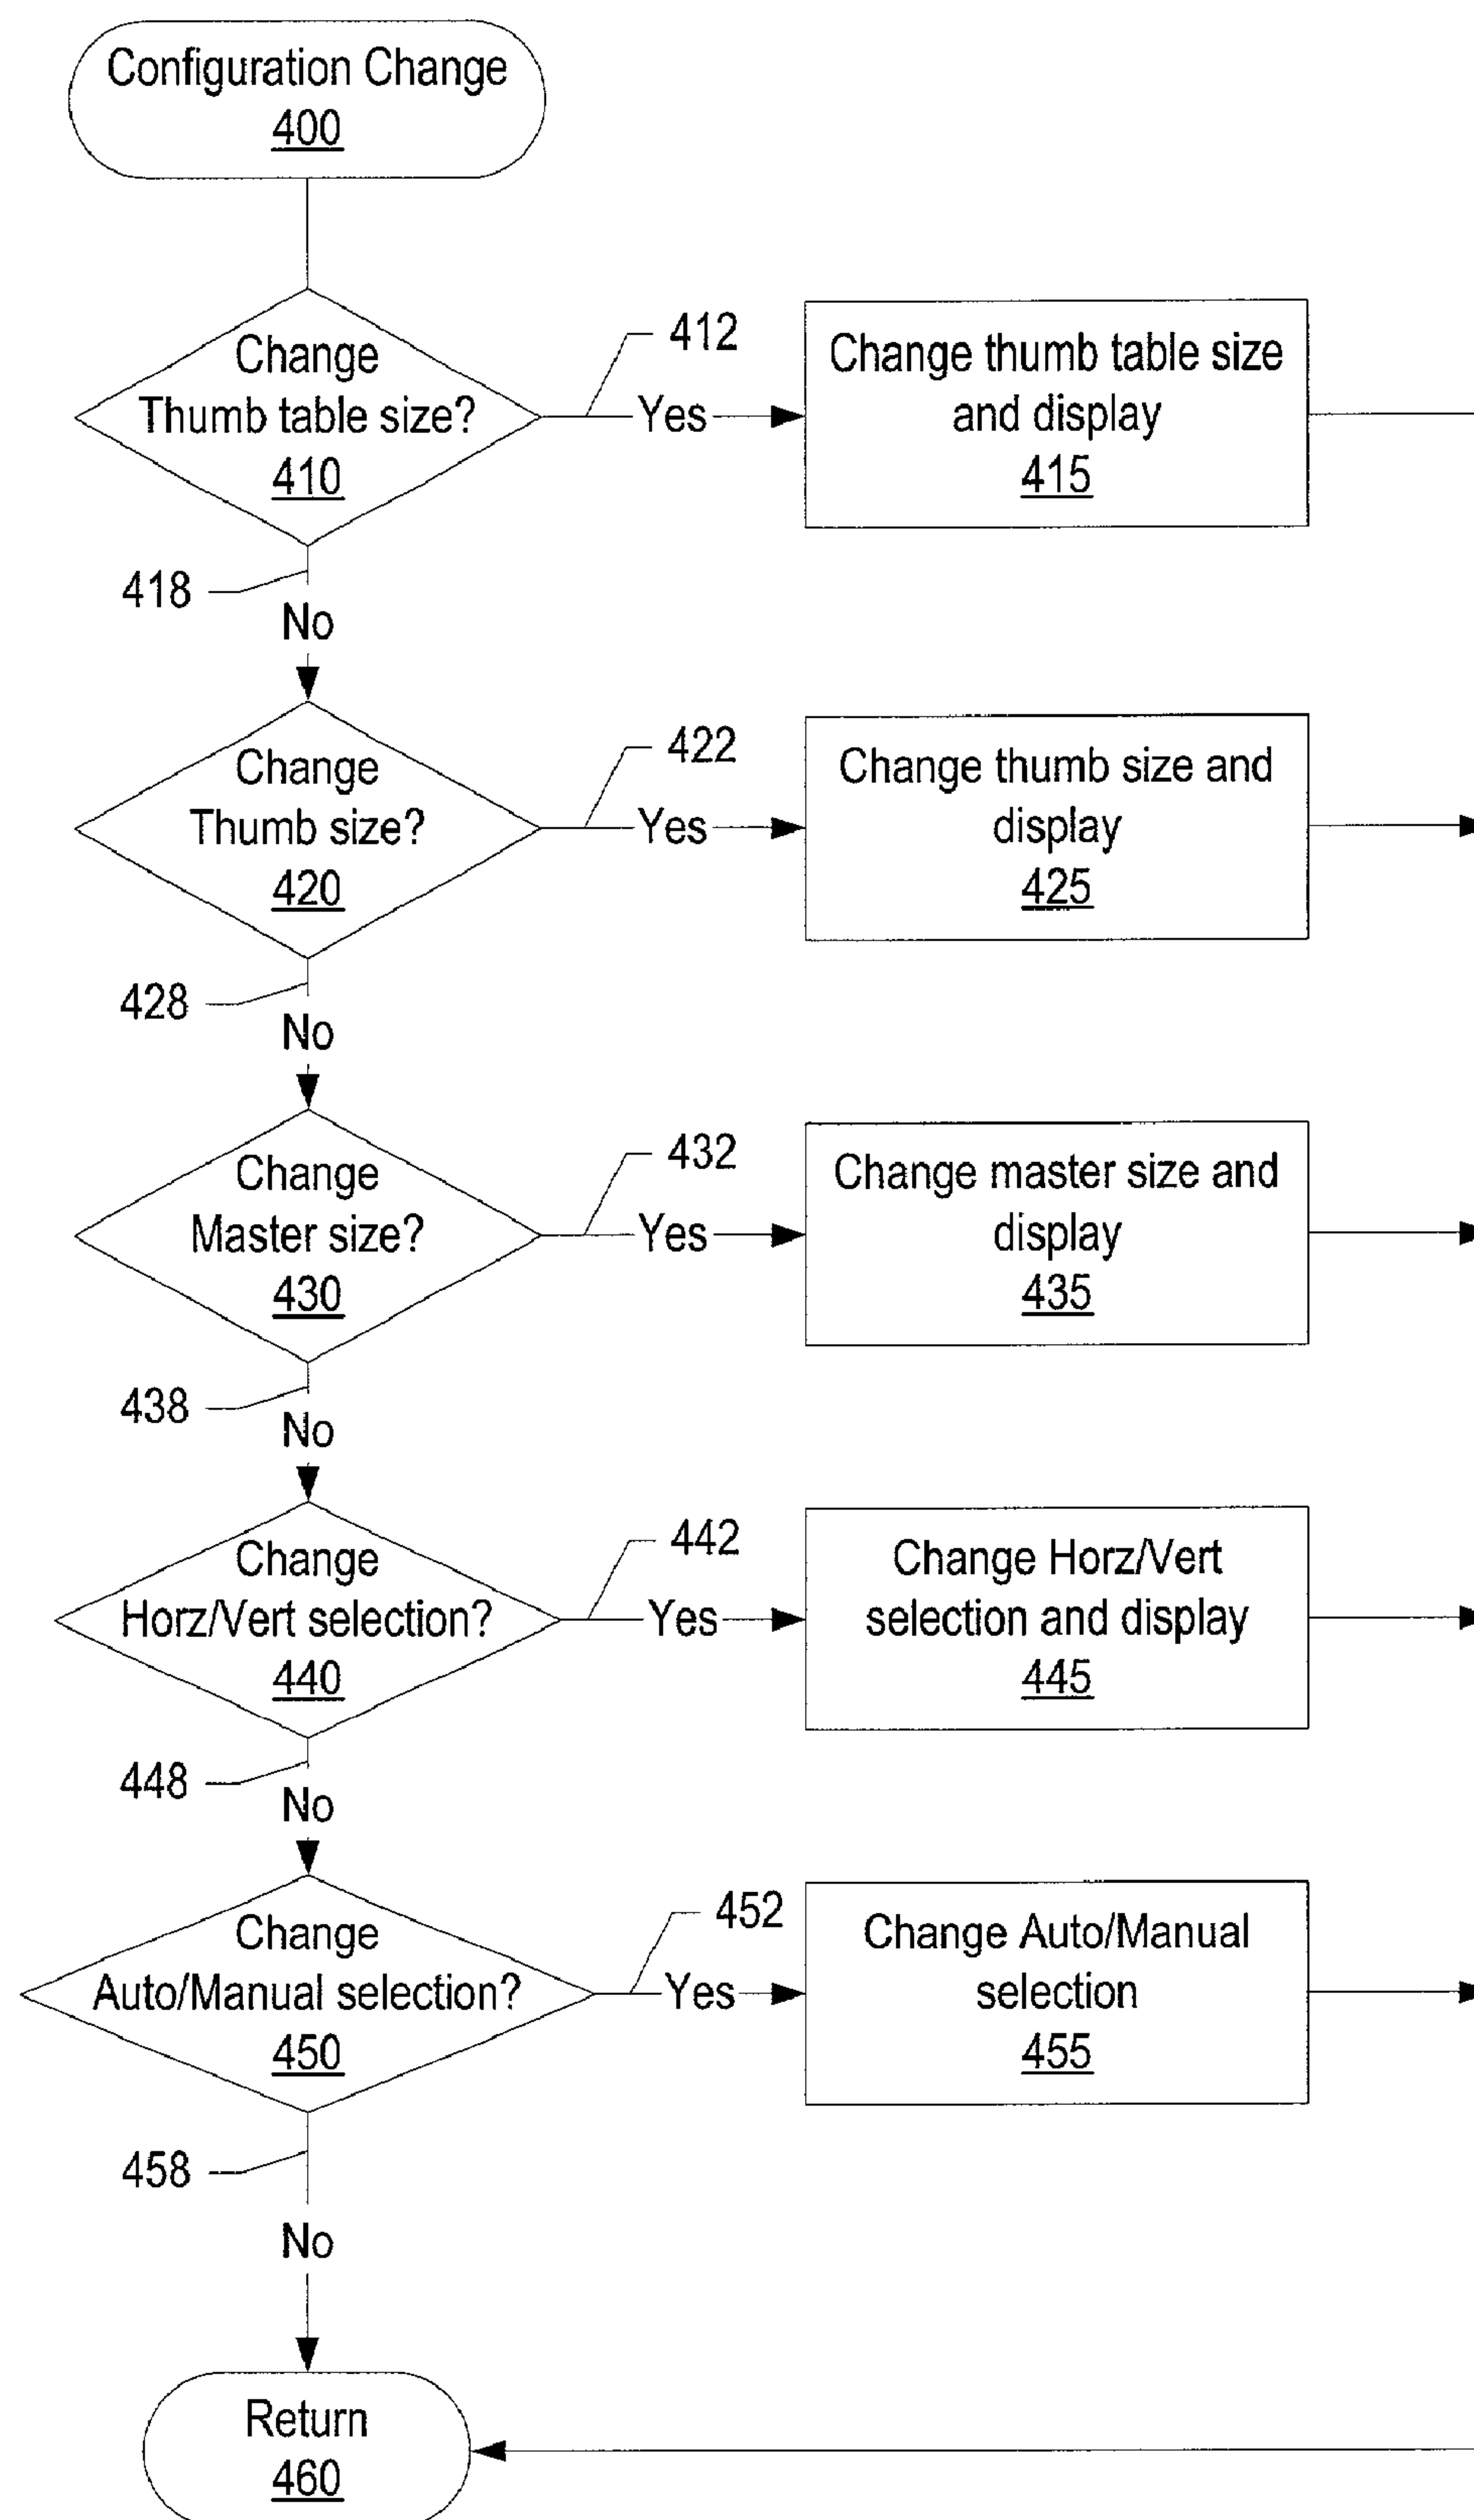 Configuration Change
400
Change
Thumb table size?
410
412
Yes
Change thumb table size
and display
415
418
No
Change
Thumb size?
420
422
Yes
Change thumb size and
display
425
428
No
Change
Master size?
430
432
Yes
Change master size and
display
435
438
No
Change
Horz/Vert selection?
440
442
Yes
Change Horz/Vert
selection and display
445
448
No
Change
Auto/Manual selection?
450
452
Yes
Change Auto/Manual
selection
455
458
No
Return
460